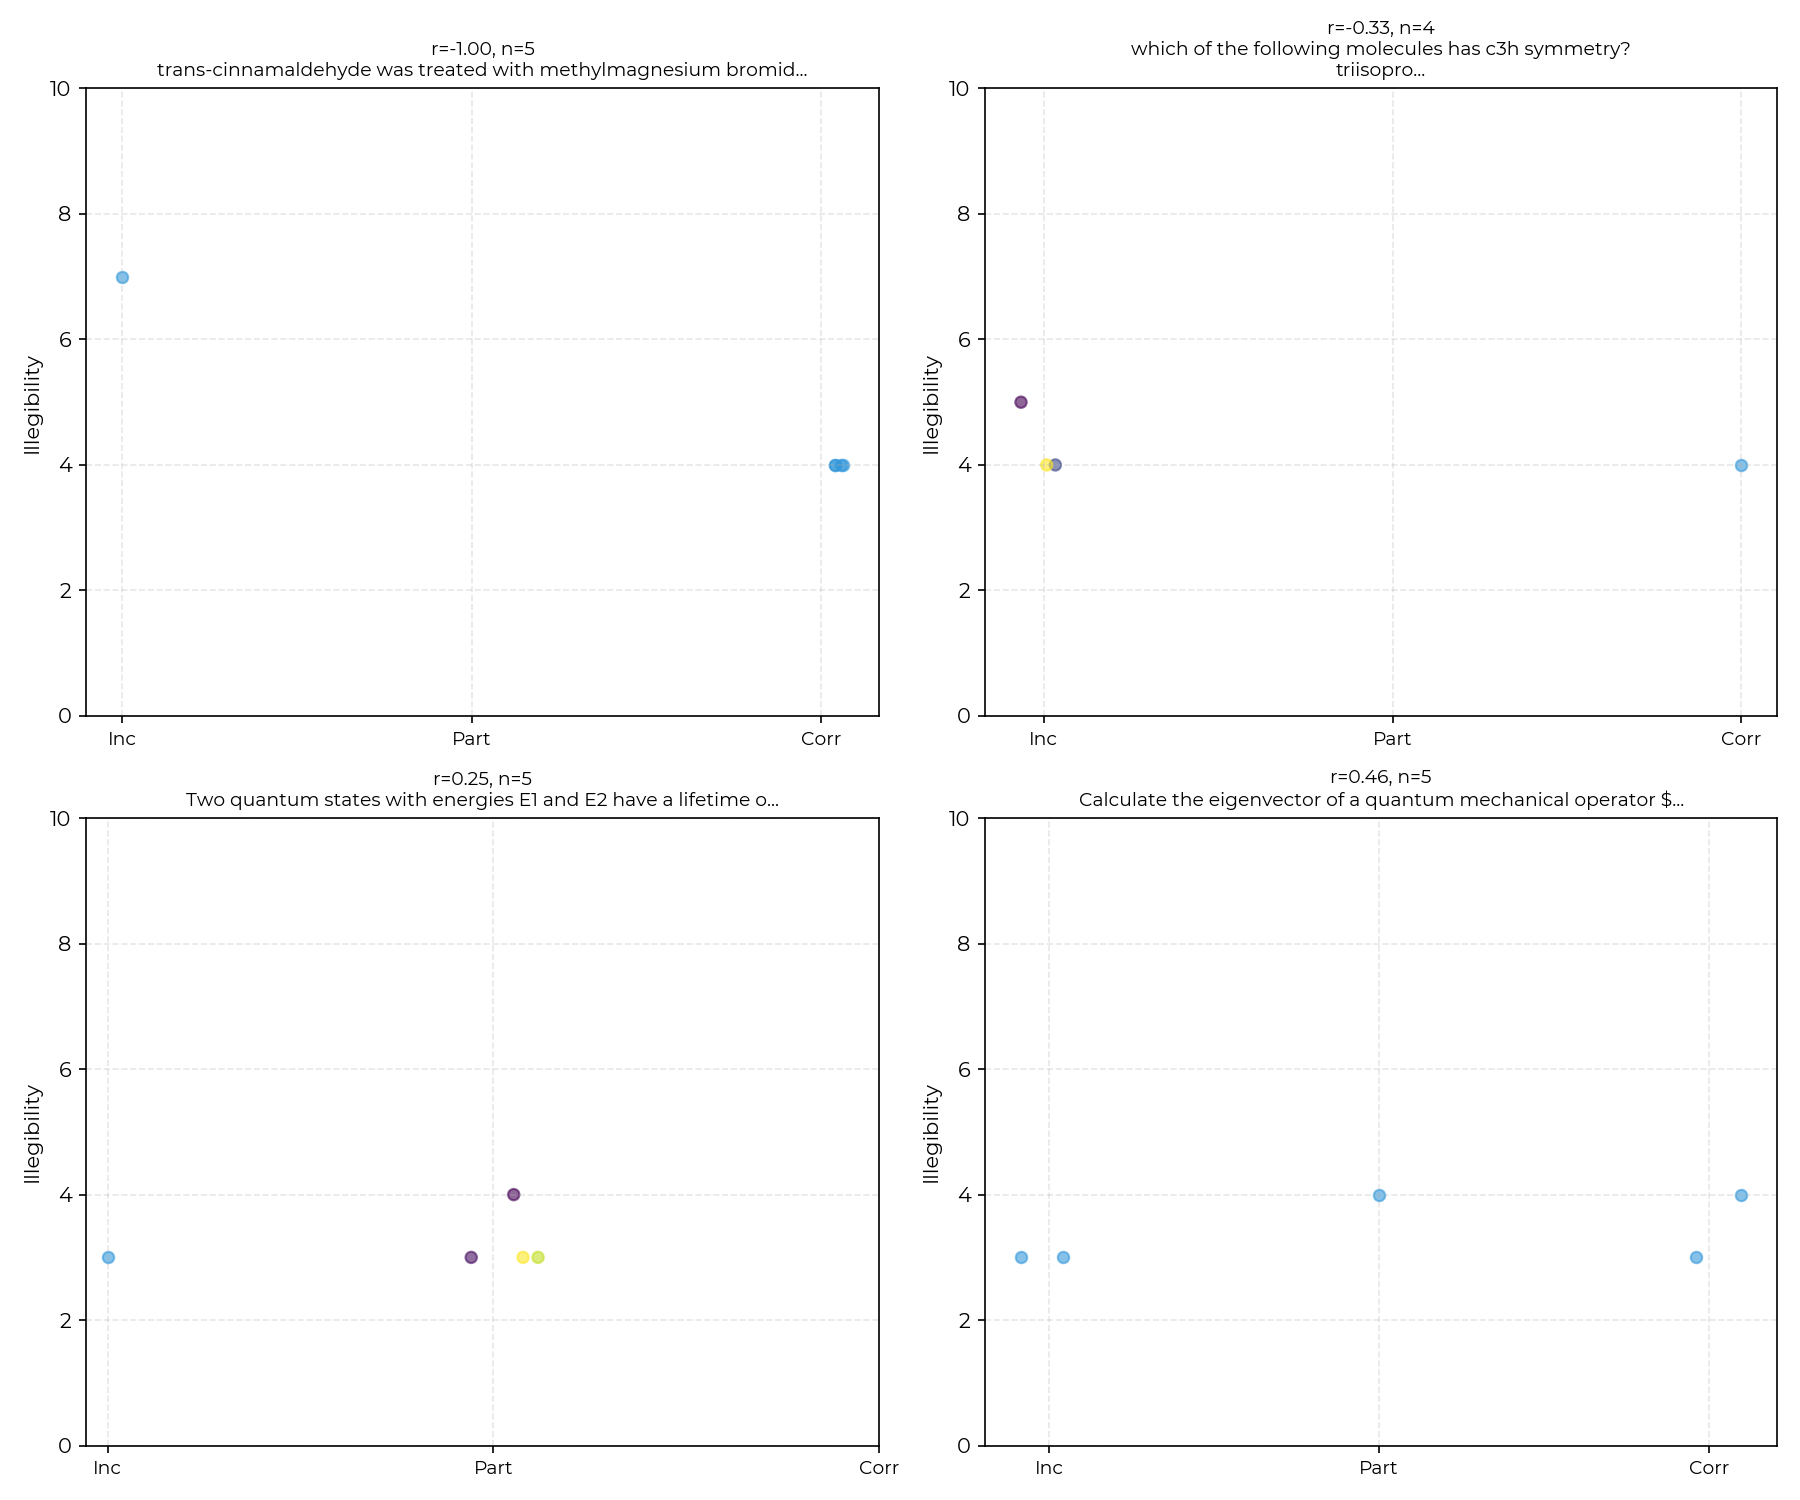 r=-1.00, n=5
trans-cinnamaldehyde was treated with methylmagnesium bromid...
10
8
6
4
2
0
Illegibility
Inc
Part
Corr
r=-0.33, n=4
which of the following molecules has c3h symmetry?
triisopro...
10
8
6
4
2
0
Illegibility
Inc
Part
Corr
r=0.25, n=5
Two quantum states with energies E1 and E2 have a lifetime o...
10
8
6
4
2
0
Illegibility
Inc
Part
Corr
r=0.46, n=5
Calculate the eigenvector of a quantum mechanical operator $...
10
8
6
4
2
0
Illegibility
Inc
Part
Corr